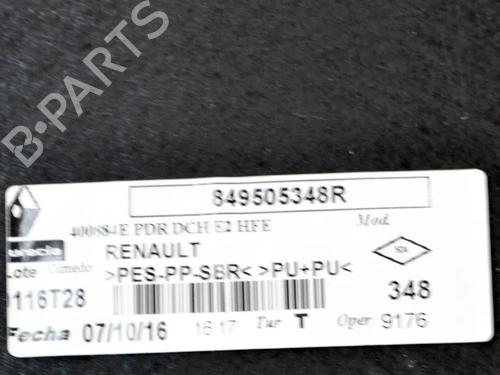 B-PARTS
849505348R
400884E PDR DCH E2 HFE Mod.
RENAULT
Lote Olmedo >PES-PP-SBR< >PU+PU<
116T28 348
Fecha 07/10/16 16:17 Tur T Oper 9176